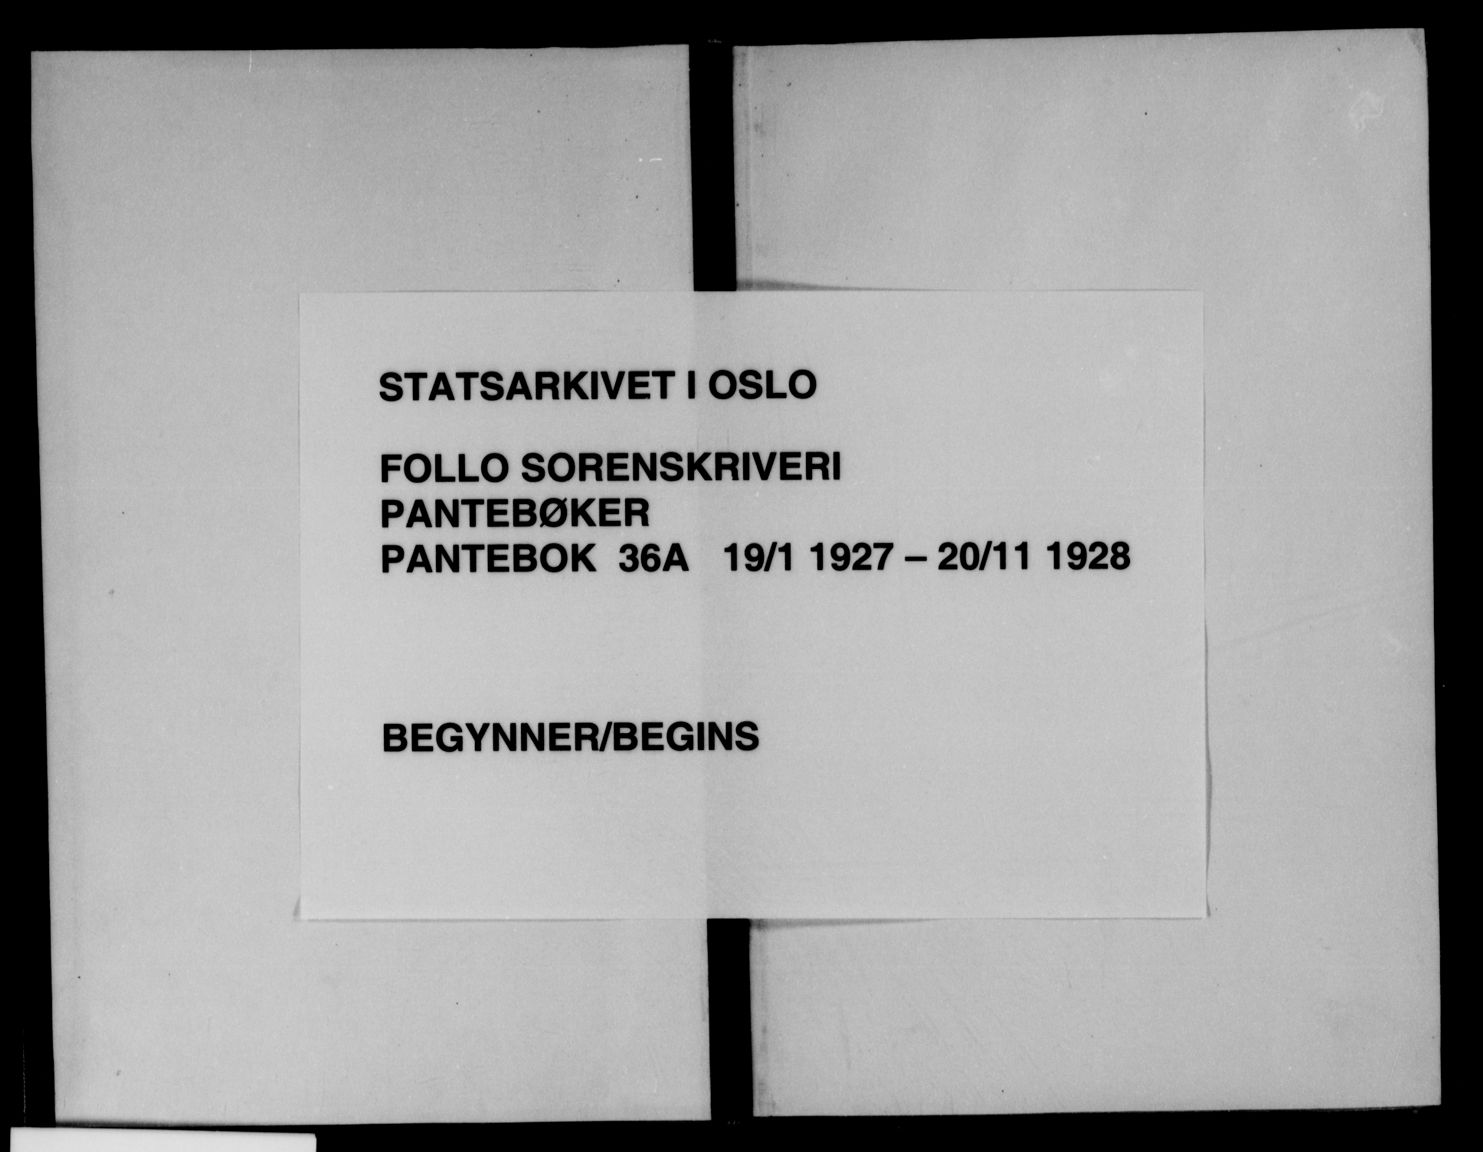 STATSARKIVET I OSLO
FOLLO SORENSKRIVERI
PANTEBØKER
PANTEBOK 36A 19/1 1927 – 20/11 1928
BEGYNNER/BEGINS